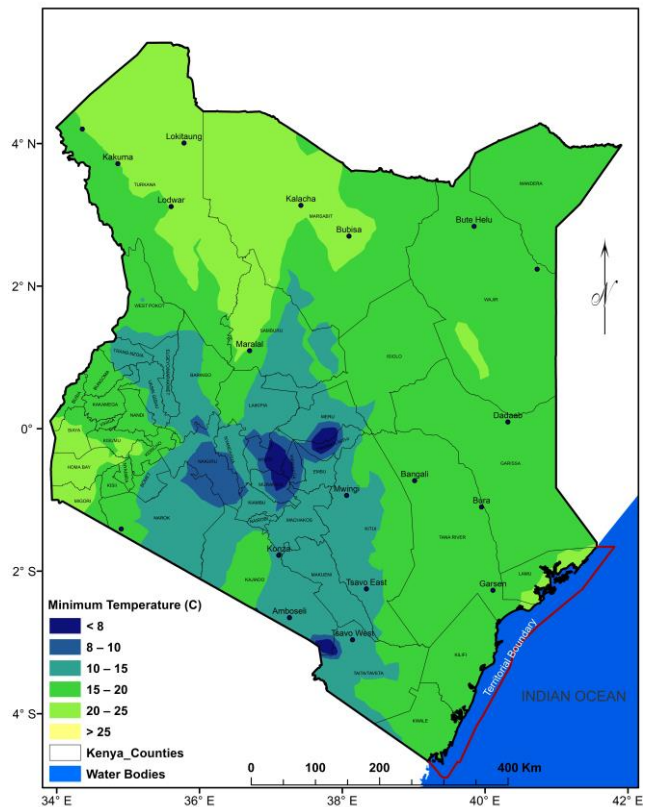 4° N
2° N
0°
2° S
4° S
34° E
36° E
38° E
40° E
42° E
N
Lokitaung
Kakuma
TURKANA
Lodwar
Kalacha
MARSABIT
Bubisa
MANDERA
Bute Helu
WAJIR
WEST POKOT
SAMBURU
Maralal
ISIOLO
TRANS NZOIA
BARINGO
BUNGOMA
BUSIA
KAKAMEGA
NANDI
LAIKIPIA
MERU
SIAYA
KISUMU
Dadaab
GARISSA
HOMA BAY
KISII
MIGORI
NAKURU
EMBU
Mwingi
Bangali
Bura
NAROK
KIAMBU
MACHAKOS
KITUI
TANA RIVER
Konza
KAJIADO
MAKUENI
Tsavo East
Garsen
LAMU
Amboseli
Tsavo West
TAITA TAVETA
KILIFI
KWALE
Territorial Boundary
INDIAN OCEAN
Minimum Temperature (C)
< 8
8 – 10
10 – 15
15 – 20
20 – 25
> 25
Kenya_Counties
Water Bodies
0 100 200 400 Km